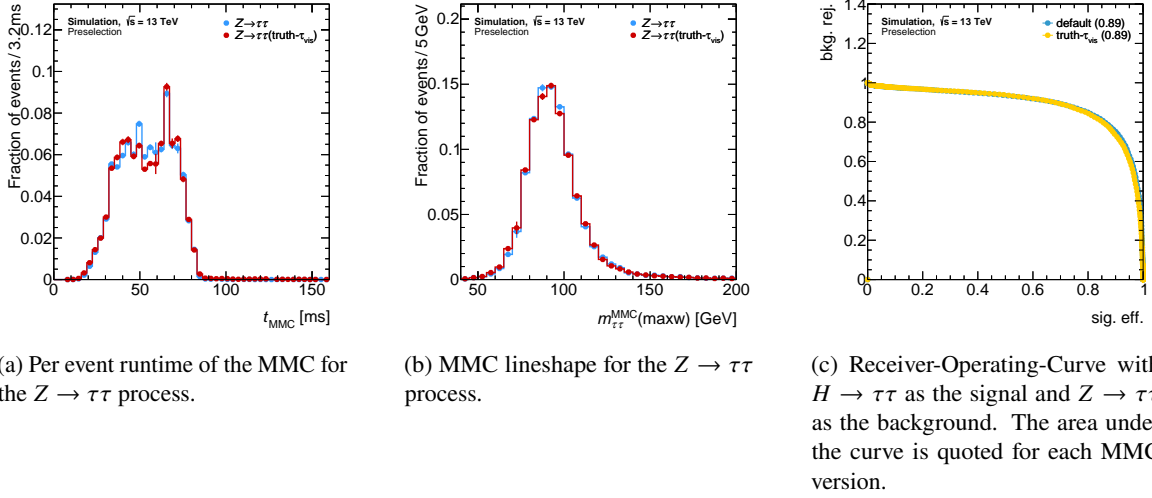 Fraction of events / 3.2 ms
0.12
0.1
0.08
0.06
0.04
0.02
0
Simulation, √s = 13 TeV
Preselection
Z→ττ
Z→ττ(truth-τvis)
0 50 100 150
tMMC [ms]
(a) Per event runtime of the MMC for
the Z → ττ process.
Fraction of events / 5 GeV
0.2
0.15
0.1
0.05
0
Simulation, √s = 13 TeV
Preselection
Z→ττ
Z→ττ(truth-τvis)
50 100 150 200
mττMMC(maxw) [GeV]
(b) MMC lineshape for the Z → ττ
process.
bkg. rej.
1.4
1.2
1
0.8
0.6
0.4
0.2
0
Simulation, √s = 13 TeV
Preselection
default (0.89)
truth-τvis (0.89)
0 0.2 0.4 0.6 0.8 1
sig. eff.
(c) Receiver-Operating-Curve with
H → ττ as the signal and Z → ττ
as the background. The area under
the curve is quoted for each MMC
version.